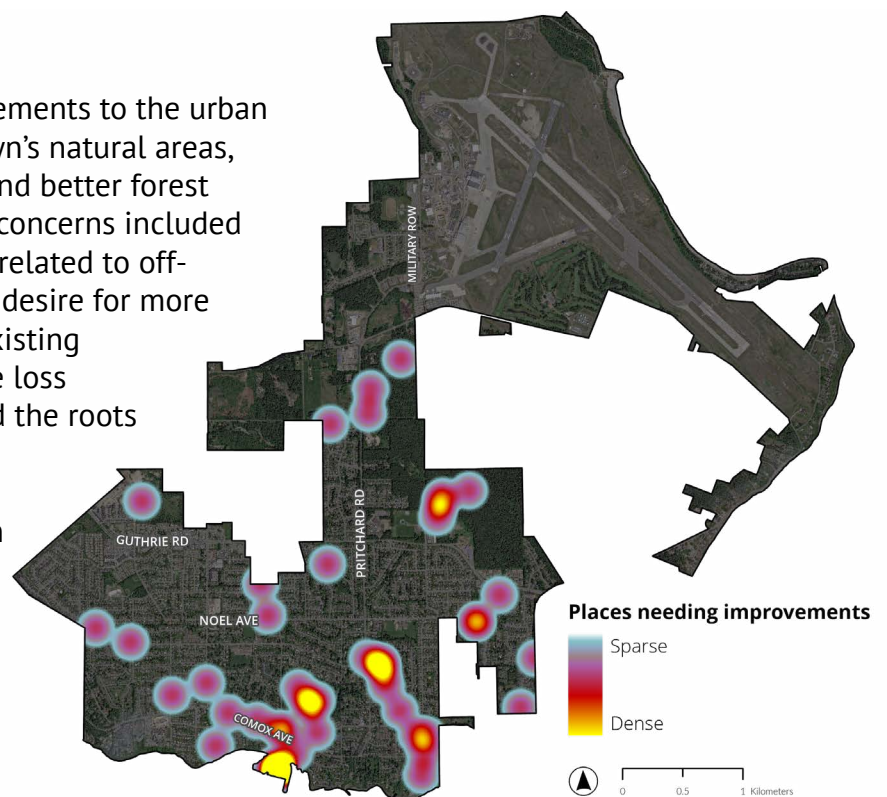 ements to the urban
wn's natural areas,
nd better forest
concerns included
related to off-
desire for more
xisting
e loss
d the roots
n
MILITARY ROW
PRITCHARD RD
GUTHRIE RD
NOEL AVE
COMOX AVE
Places needing improvements
Sparse
Dense
0 0.5 1 Kilometers